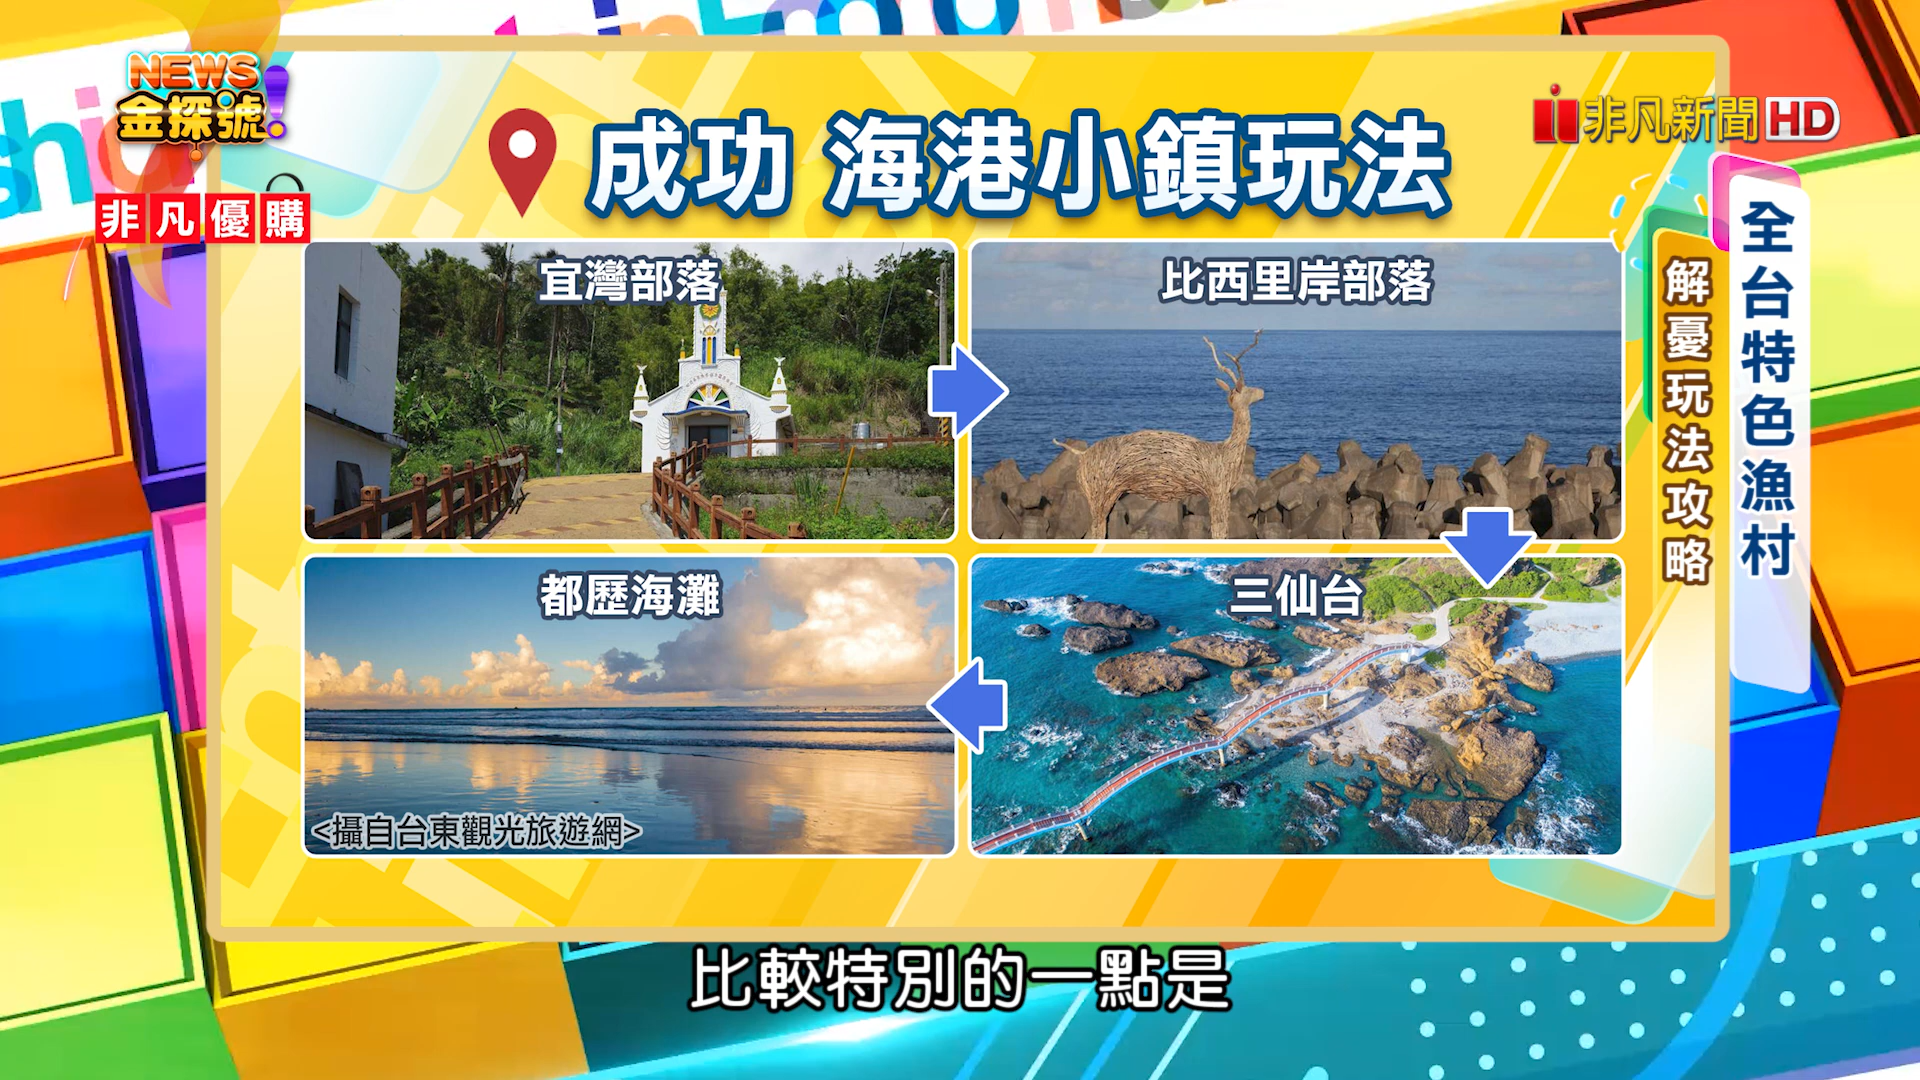 NEWS
金探號!
非凡優購
成功 海港小鎮玩法
非凡新聞HD
宜灣部落
比西里岸部落
都歷海灘
三仙台
<攝自台東觀光旅遊網>
全台特色漁村
解憂玩法攻略
比較特別的一點是